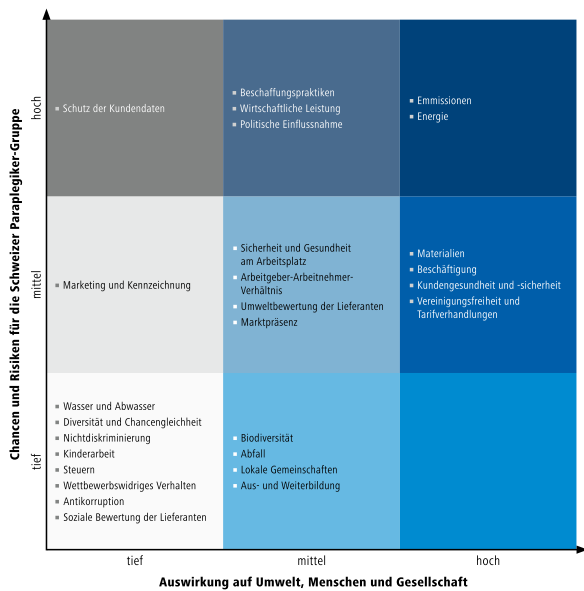 Chancen und Risiken für die Schweizer Paraplegiker-Gruppe
hoch
Schutz der Kundendaten
Beschaffungspraktiken
Wirtschaftliche Leistung
Politische Einflussnahme
Emmissionen
Energie
mittel
Marketing und Kennzeichnung
Sicherheit und Gesundheit
am Arbeitsplatz
Arbeitgeber-Arbeitnehmer-
Verhältnis
Umweltbewertung der Lieferanten
Marktpräsenz
Materialien
Beschäftigung
Kundengesundheit und -sicherheit
Vereinigungsfreiheit und
Tarifverhandlungen
tief
Wasser und Abwasser
Diversität und Chancengleichheit
Nichtdiskriminierung
Kinderarbeit
Steuern
Wettbewerbswidriges Verhalten
Antikorruption
Soziale Bewertung der Lieferanten
Biodiversität
Abfall
Lokale Gemeinschaften
Aus- und Weiterbildung
tief
mittel
hoch
Auswirkung auf Umwelt, Menschen und Gesellschaft